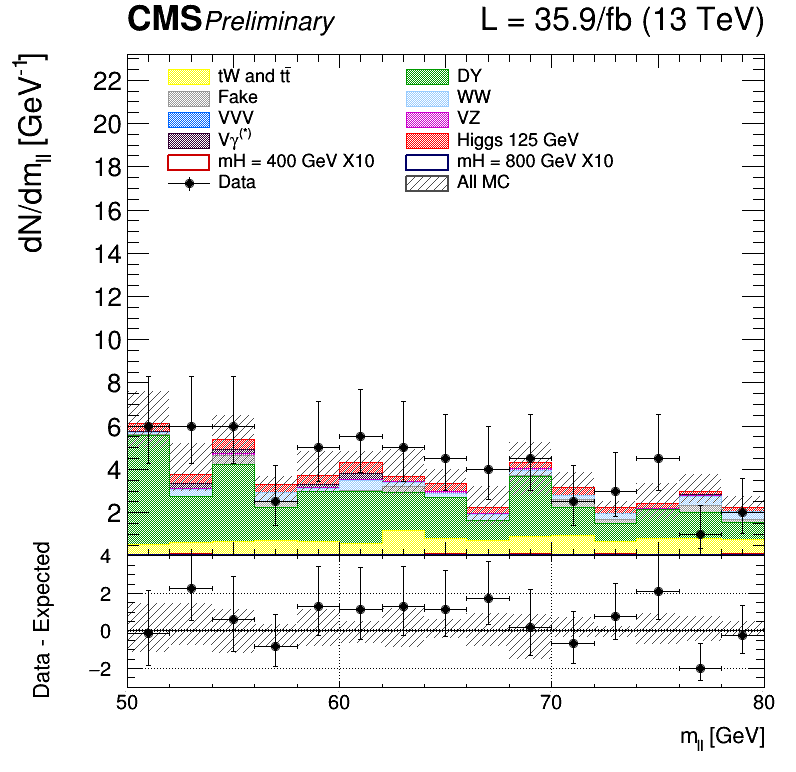 CMS Preliminary L = 35.9/fb (13 TeV)
dN/dm_ll [GeV⁻¹]
22
20
18
16
14
12
10
8
6
4
2
tW and tt̄ DY
Fake WW
VVV VZ
Vγ⁽*⁾ Higgs 125 GeV
mH = 400 GeV X10 mH = 800 GeV X10
Data All MC
Data - Expected
4
2
0
−2
50 60 70 80
m_ll [GeV]